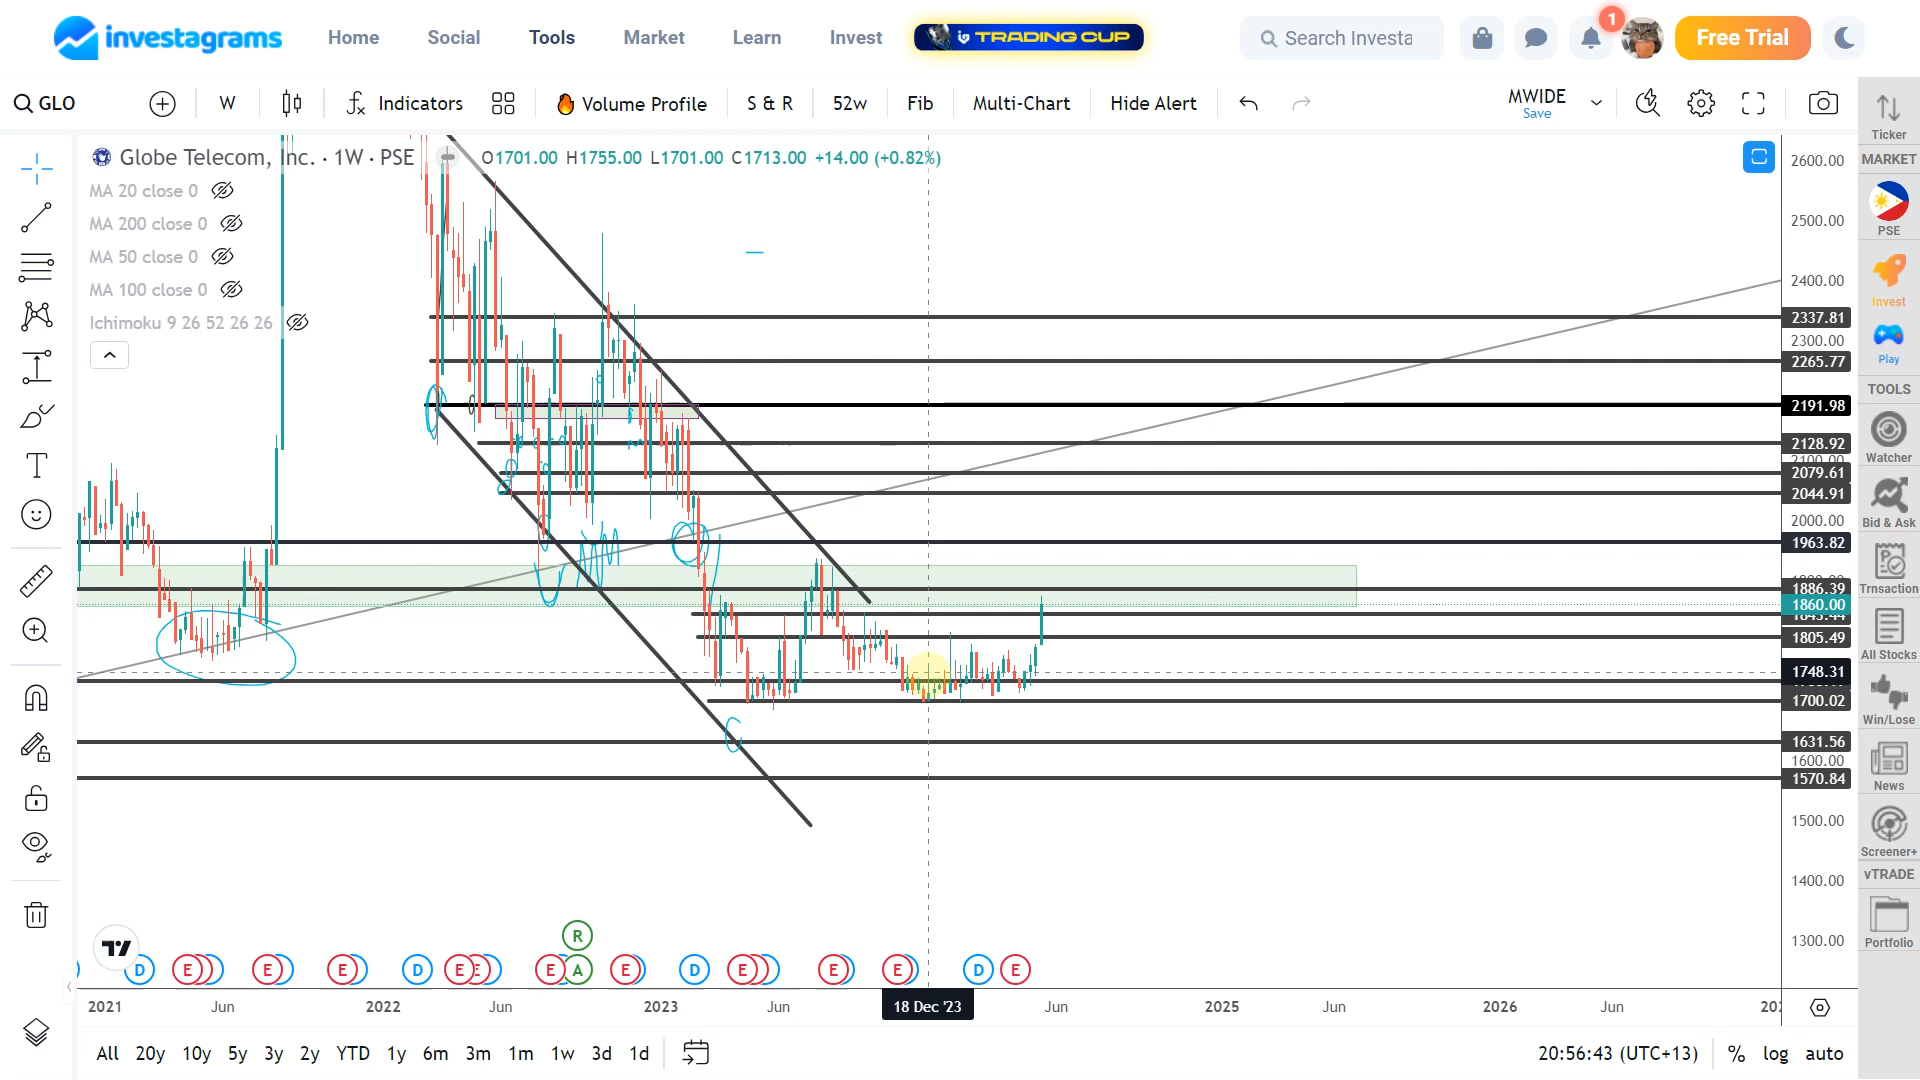 investagrams Home Social Tools Market Learn Invest TRADING CUP Search Investa 1 Free Trial
GLO W Indicators Volume Profile S & R 52w Fib Multi-Chart Hide Alert MWIDE Save
Globe Telecom, Inc. · 1W · PSE O1701.00 H1755.00 L1701.00 C1713.00 +14.00 (+0.82%)
MA 20 close 0
MA 200 close 0
MA 50 close 0
MA 100 close 0
Ichimoku 9 26 52 26 26
2600.00
2500.00
2400.00
2337.81
2300.00
2265.77
2191.98
2128.92
2100.00
2079.61
2044.91
2000.00
1963.82
1886.39
1860.00
1805.49
1748.31
1700.02
1631.56
1600.00
1570.84
1500.00
1400.00
1300.00
Ticker
MARKET
PSE
Invest
Play
TOOLS
Watcher
Bid & Ask
Trnsaction
All Stocks
Win/Lose
News
Screener+
vTRADE
Portfolio
R
D E E E D E E E A E D E E E D E
2021 Jun 2022 Jun 2023 Jun 18 Dec '23 Jun 2025 Jun 2026 Jun
All 20y 10y 5y 3y 2y YTD 1y 6m 3m 1m 1w 3d 1d 20:56:43 (UTC+13) % log auto